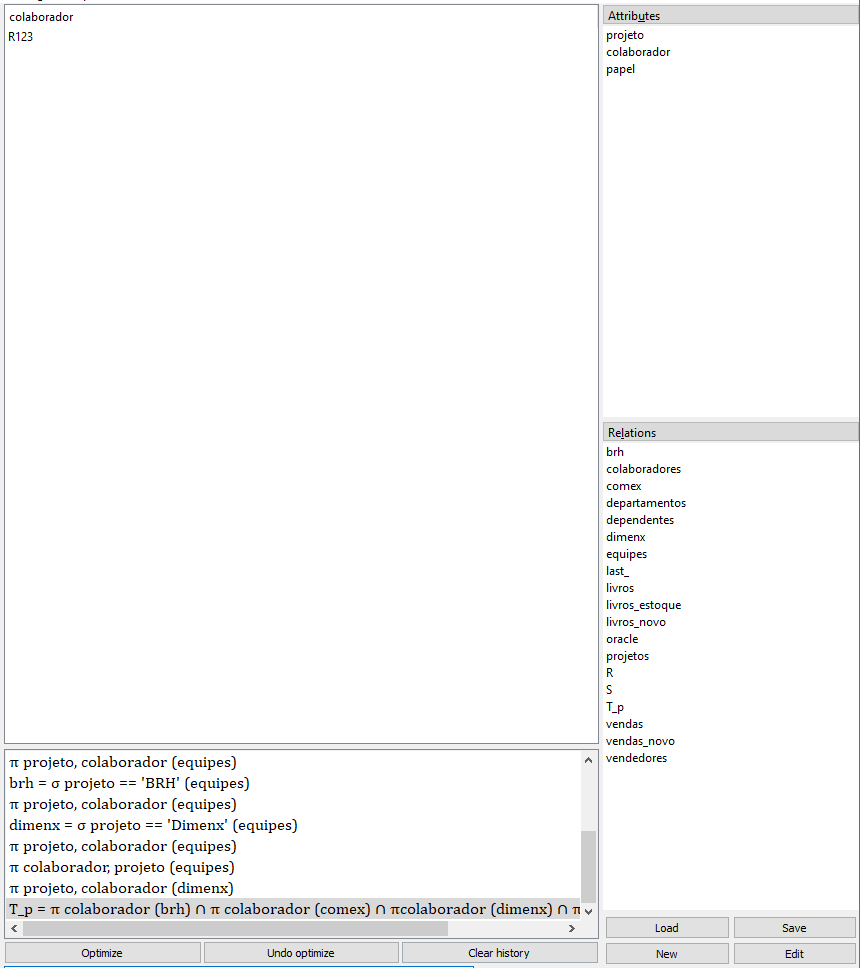 colaborador
R123
π projeto, colaborador (equipes)
brh = σ projeto == 'BRH' (equipes)
π projeto, colaborador (equipes)
dimenx = σ projeto == 'Dimenx' (equipes)
π projeto, colaborador (equipes)
π colaborador, projeto (equipes)
π projeto, colaborador (dimenx)
T_p = π colaborador (brh) ∩ π colaborador (comex) ∩ πcolaborador (dimenx) ∩ π
Optimize
Undo optimize
Clear history
Attributes
projeto
colaborador
papel
Relations
brh
colaboradores
comex
departamentos
dependentes
dimenx
equipes
last_
livros
livros_estoque
livros_novo
oracle
projetos
R
S
T_p
vendas
vendas_novo
vendedores
Load
Save
New
Edit